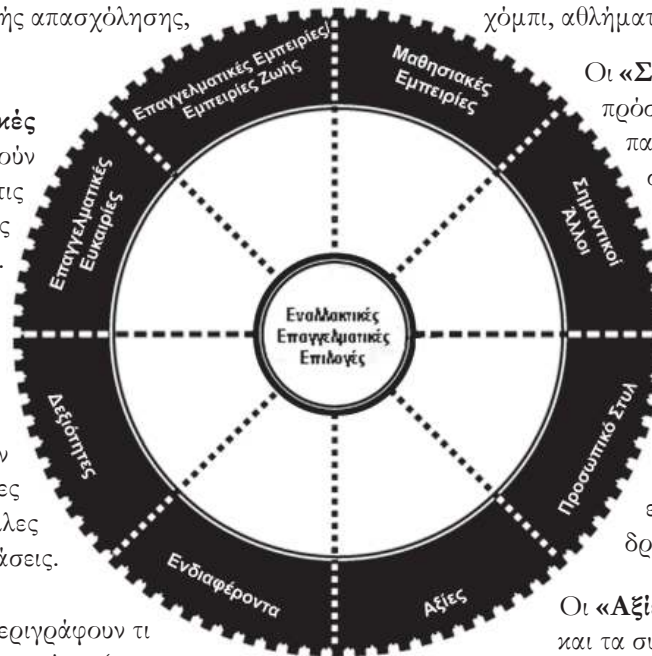 ής απασχόλησης,
χόμπι, αθλήματ
Οι «Σ
πρόσ
πα
κές
ούν
τις
ς
Επαγγελματικές Εμπειρίες/
Εμπειρίες Ζωής
Μαθησιακές
Εμπειρίες
Σημαντικοί
Άλλοι
Προσωπικό Στυλ
Αξίες
Ενδιαφέροντα
Δεξιότητες
Επαγγελματικές
Ευκαιρίες
Εναλλακτικές
Επαγγελματικές
Επιλογές
ν
ες
λες
άσεις.
ε
δρ
εριγράφουν τι
Οι «Αξίε
και τα συ